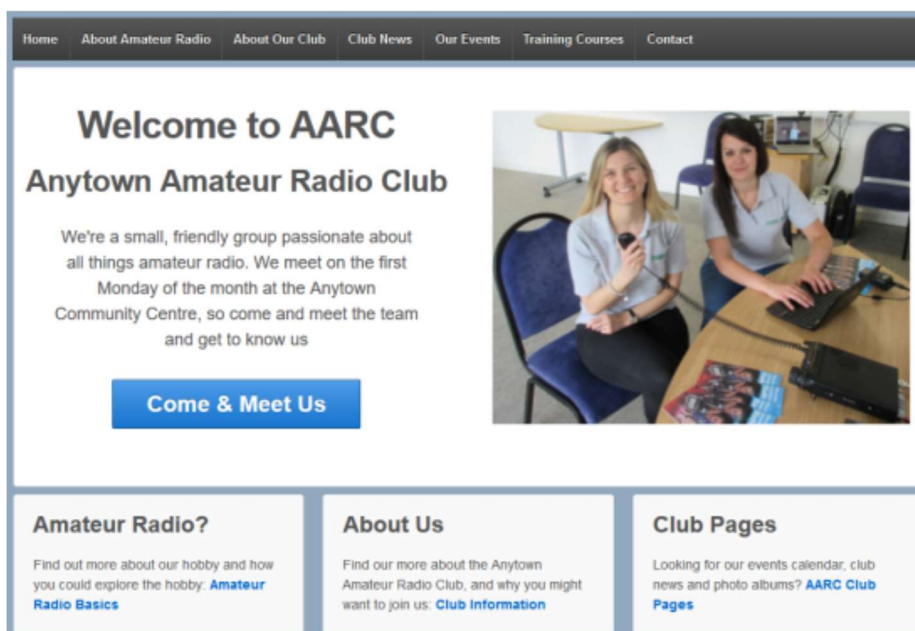 Home About Amateur Radio About Our Club Club News Our Events Training Courses Contact
Welcome to AARC
Anytown Amateur Radio Club
We're a small, friendly group passionate about
all things amateur radio. We meet on the first
Monday of the month at the Anytown
Community Centre, so come and meet the team
and get to know us
Come & Meet Us
Amateur Radio?
Find out more about our hobby and how
you could explore the hobby: Amateur
Radio Basics
About Us
Find our more about the Anytown
Amateur Radio Club, and why you might
want to join us: Club Information
Club Pages
Looking for our events calendar, club
news and photo albums? AARC Club
Pages